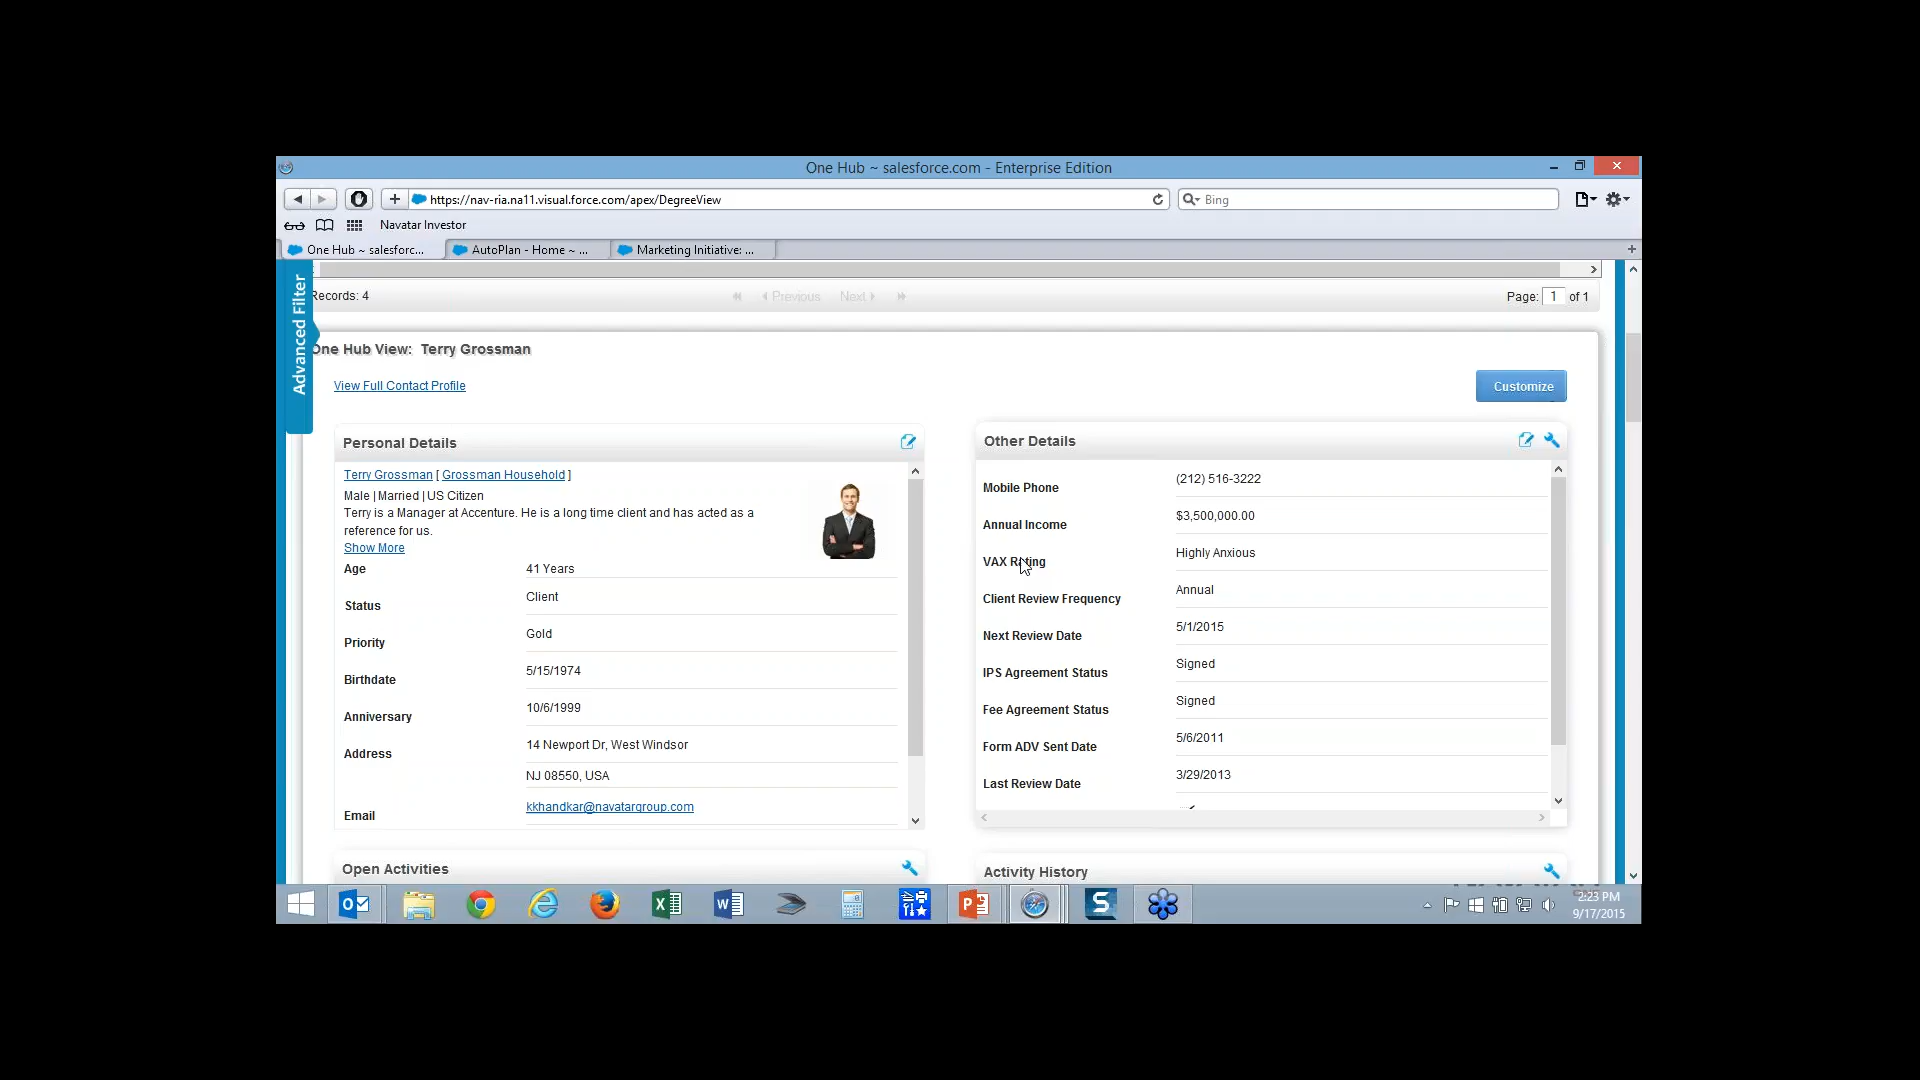 One Hub ~ salesforce.com - Enterprise Edition
https://nav-ria.na11.visual.force.com/apex/DegreeView
Bing
Navatar Investor
One Hub ~ salesforc...
AutoPlan - Home ~ ...
Marketing Initiative: ...
Advanced Filter
Records: 4
Previous
Next
Page: 1 of 1
One Hub View: Terry Grossman
View Full Contact Profile
Customize
Personal Details
Terry Grossman [ Grossman Household ]
Male | Married | US Citizen
Terry is a Manager at Accenture. He is a long time client and has acted as a
reference for us.
Show More
Age 41 Years
Status Client
Priority Gold
Birthdate 5/15/1974
Anniversary 10/6/1999
Address 14 Newport Dr, West Windsor
NJ 08550, USA
Email kkhandkar@navatargroup.com
Other Details
Mobile Phone (212) 516-3222
Annual Income $3,500,000.00
VAX Rating Highly Anxious
Client Review Frequency Annual
Next Review Date 5/1/2015
IPS Agreement Status Signed
Fee Agreement Status Signed
Form ADV Sent Date 5/6/2011
Last Review Date 3/29/2013
Open Activities
Activity History
2:23 PM
9/17/2015